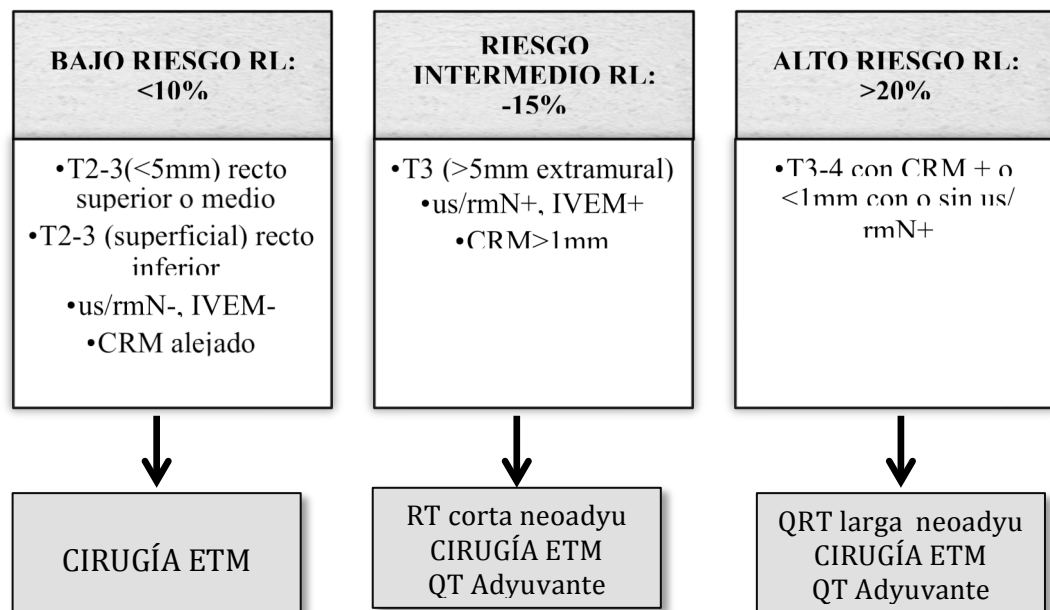 BAJO RIESGO RL:
<10%
•T2-3(<5mm) recto
superior o medio
•T2-3 (superficial) recto
inferior
•us/rmN-, IVEM-
•CRM alejado
CIRUGÍA ETM
RIESGO
INTERMEDIO RL:
-15%
•T3 (>5mm extramural)
•us/rmN+, IVEM+
•CRM>1mm
RT corta neoadyu
CIRUGÍA ETM
QT Adyuvante
ALTO RIESGO RL:
>20%
•T3-4 con CRM + o
<1mm con o sin us/
rmN+
QRT larga neoadyu
CIRUGÍA ETM
QT Adyuvante